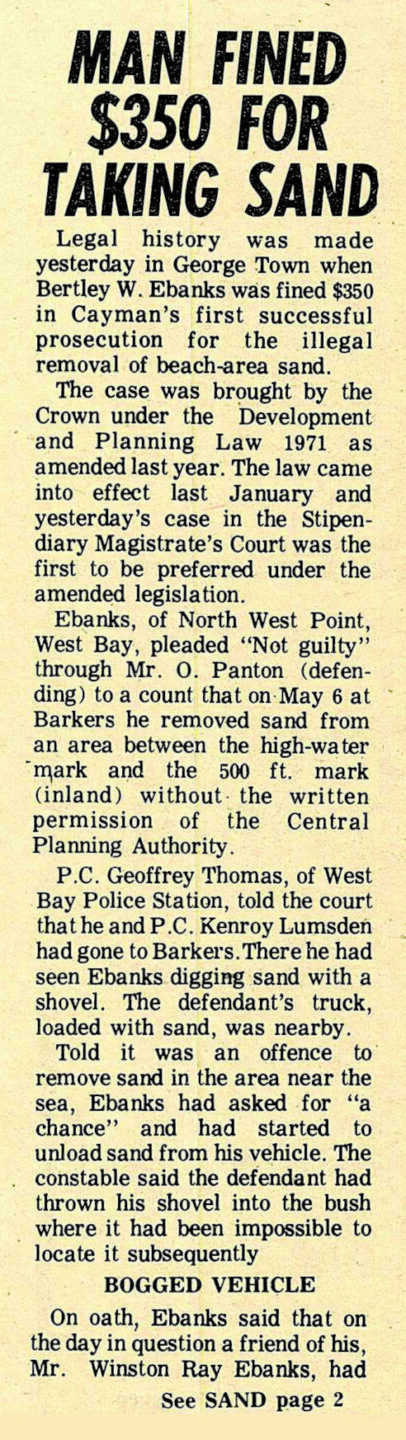 MAN FINED
$350 FOR
TAKING SAND
Legal history was made
yesterday in George Town when
Bertley W. Ebanks was fined $350
in Cayman's first successful
prosecution for the illegal
removal of beach-area sand.
The case was brought by the
Crown under the Development
and Planning Law 1971 as
amended last year. The law came
into effect last January and
yesterday's case in the Stipen-
diary Magistrate's Court was the
first to be preferred under the
amended legislation.
Ebanks, of North West Point,
West Bay, pleaded "Not guilty"
through Mr. O. Panton (defen-
ding) to a count that on May 6 at
Barkers he removed sand from
an area between the high-water
mark and the 500 ft. mark
(inland) without the written
permission of the Central
Planning Authority.
P.C. Geoffrey Thomas, of West
Bay Police Station, told the court
that he and P.C. Kenroy Lumsden
had gone to Barkers. There he had
seen Ebanks digging sand with a
shovel. The defendant's truck,
loaded with sand, was nearby.
Told it was an offence to
remove sand in the area near the
sea, Ebanks had asked for "a
chance" and had started to
unload sand from his vehicle. The
constable said the defendant had
thrown his shovel into the bush
where it had been impossible to
locate it subsequently
BOGGED VEHICLE
On oath, Ebanks said that on
the day in question a friend of his,
Mr. Winston Ray Ebanks, had
See SAND page 2